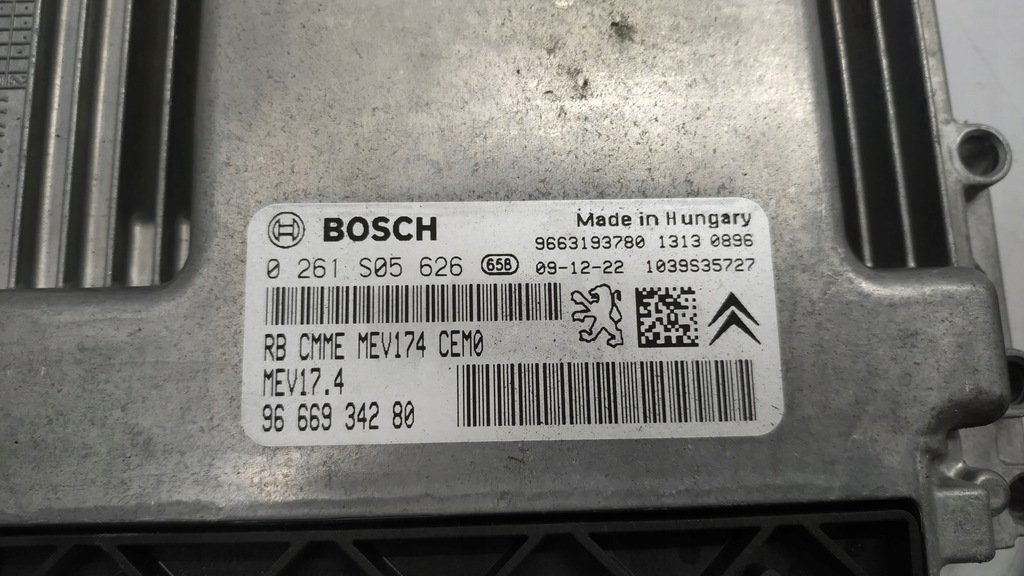 BOSCH
Made in Hungary
9663193780 1313 0896
0 261 S05 626 658 09-12-22 1039S35727
RB CMME MEV174 CEM0
MEV17.4
96 669 342 80